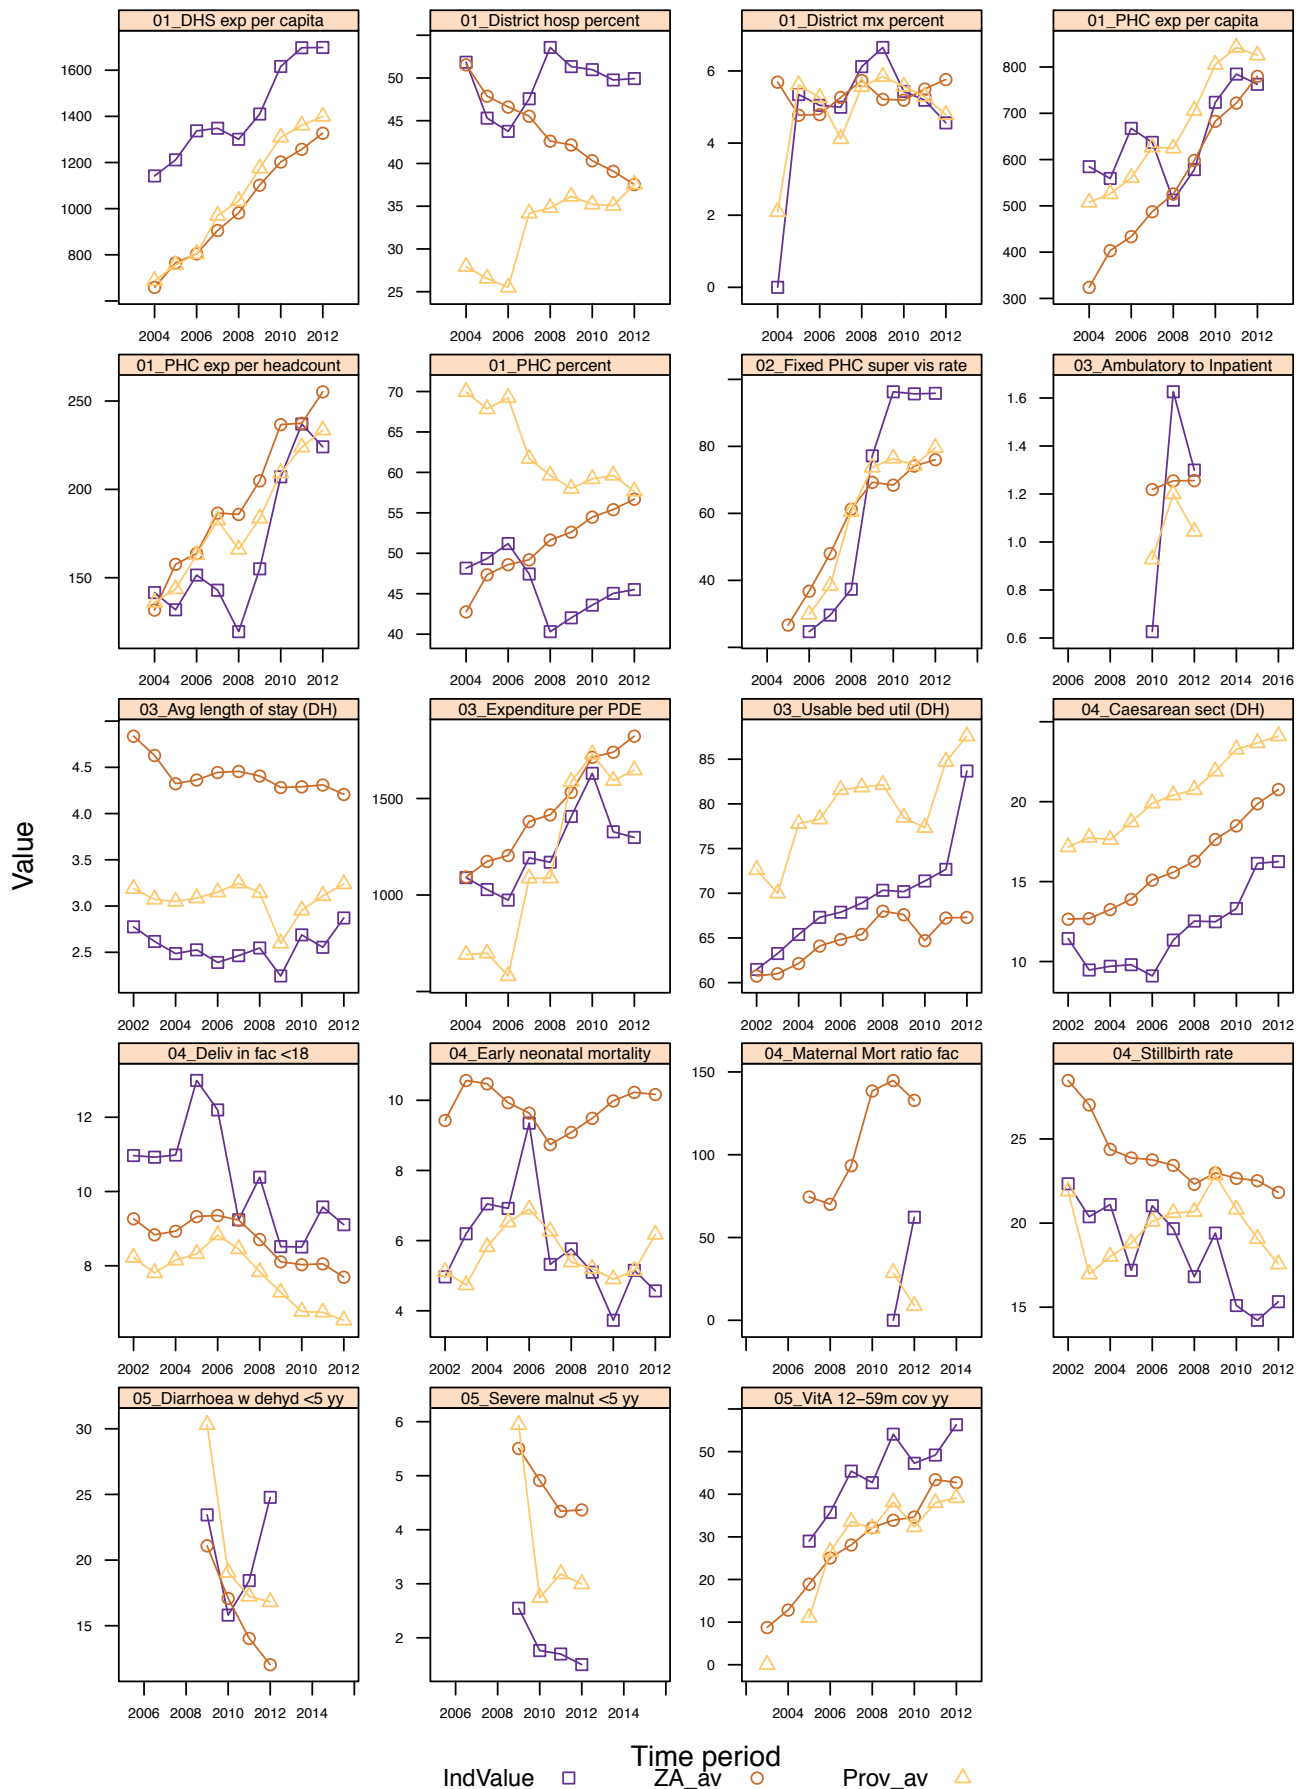 01_DHS exp per capita
01_District hosp percent
01_District mx percent
01_PHC exp per capita
1600
1400
1200
1000
800
2004 2006 2008 2010 2012
50
45
40
35
30
25
2004 2006 2008 2010 2012
6
4
2
0
2004 2006 2008 2010 2012
800
700
600
500
400
300
2004 2006 2008 2010 2012
01_PHC exp per headcount
01_PHC percent
02_Fixed PHC super vis rate
03_Ambulatory to Inpatient
250
200
150
2004 2006 2008 2010 2012
70
65
60
55
50
45
40
2004 2006 2008 2010 2012
80
60
40
2004 2006 2008 2010 2012
1.6
1.4
1.2
1.0
0.8
0.6
2006 2008 2010 2012 2014 2016
03_Avg length of stay (DH)
03_Expenditure per PDE
03_Usable bed util (DH)
04_Caesarean sect (DH)
4.5
4.0
3.5
3.0
2.5
2002 2004 2006 2008 2010 2012
1500
1000
2004 2006 2008 2010 2012
85
80
75
70
65
60
2002 2004 2006 2008 2010 2012
20
15
10
2002 2004 2006 2008 2010 2012
04_Deliv in fac <18
04_Early neonatal mortality
04_Maternal Mort ratio fac
04_Stillbirth rate
12
10
8
2002 2004 2006 2008 2010 2012
10
8
6
4
2002 2004 2006 2008 2010 2012
150
100
50
0
2006 2008 2010 2012 2014
25
20
15
2002 2004 2006 2008 2010 2012
05_Diarrhoea w dehyd <5 yy
05_Severe malnut <5 yy
05_VitA 12−59m cov yy
30
25
20
15
2006 2008 2010 2012 2014
6
5
4
3
2
2006 2008 2010 2012 2014
50
40
30
20
10
0
2004 2006 2008 2010 2012
Value
Time period
IndValue ZA_av Prov_av